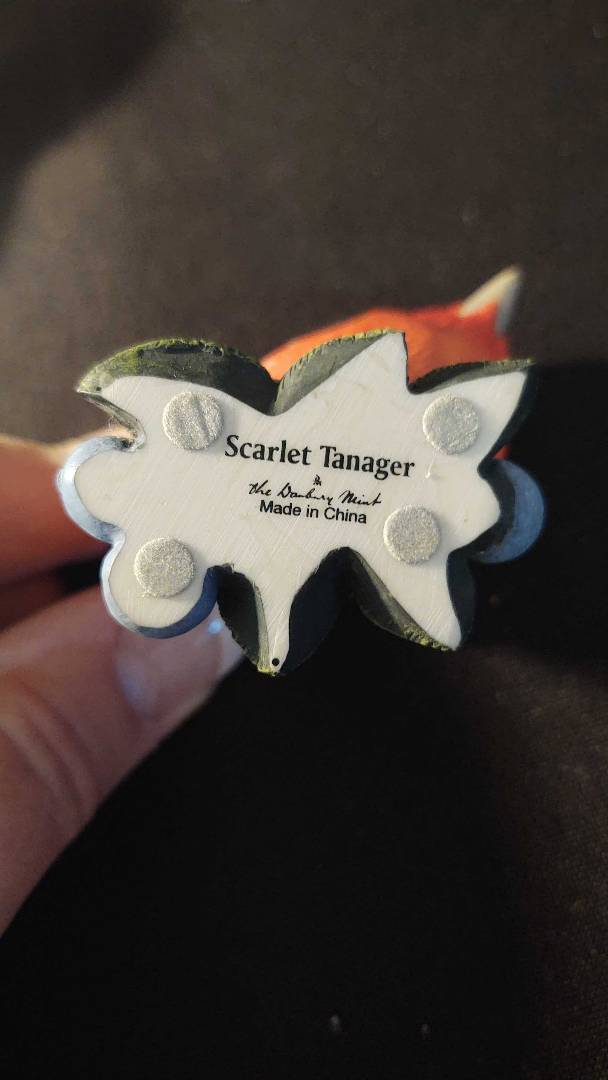 Scarlet Tanager
The Danbury Mint
Made in China